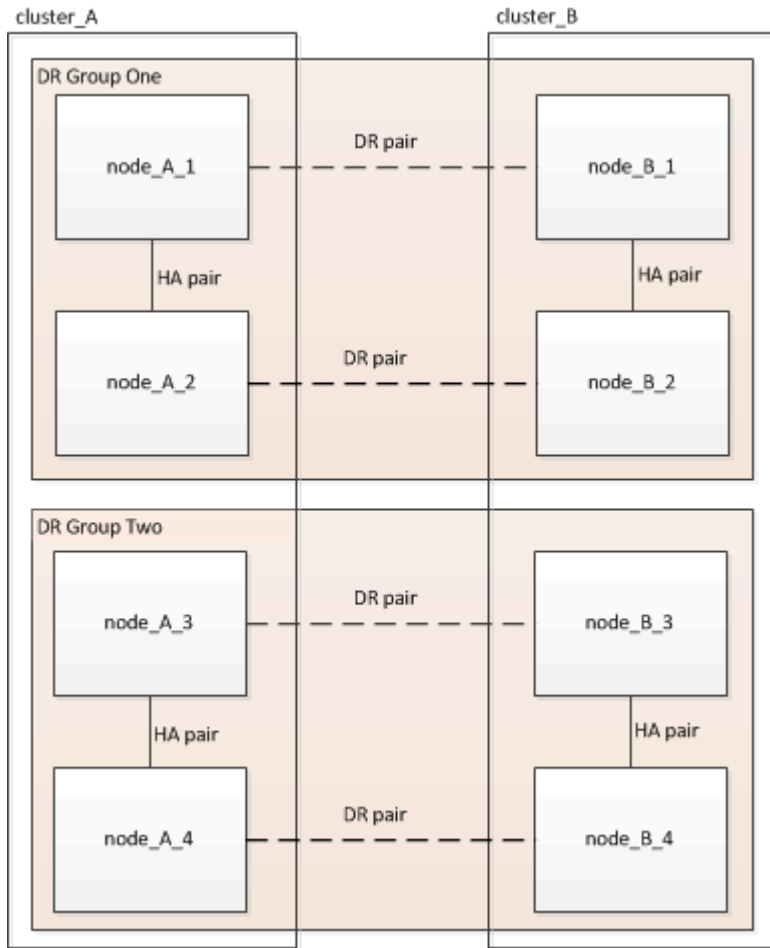 cluster_A
cluster_B
DR Group One
node_A_1
DR pair
node_B_1
HA pair
HA pair
node_A_2
DR pair
node_B_2
DR Group Two
node_A_3
DR pair
node_B_3
HA pair
HA pair
node_A_4
DR pair
node_B_4